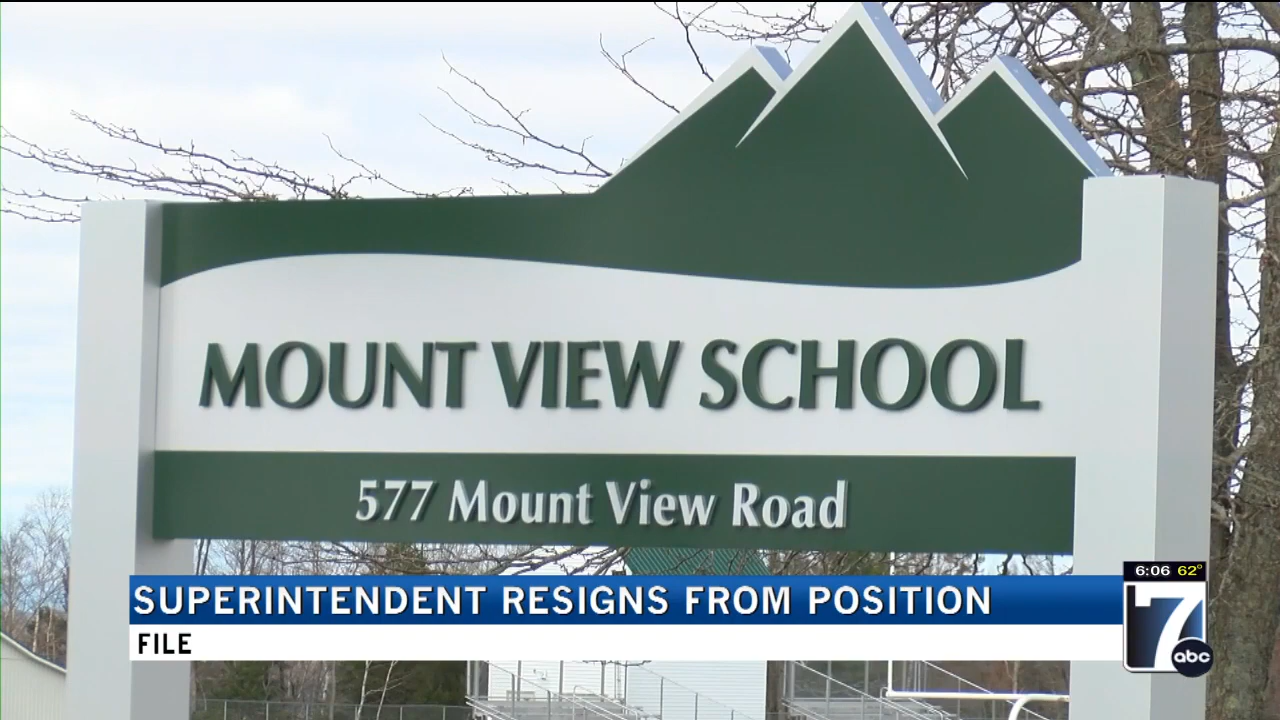 MOUNT VIEW SCHOOL
577 Mount View Road
SUPERINTENDENT RESIGNS FROM POSITION
FILE
6:06 62°
7
abc